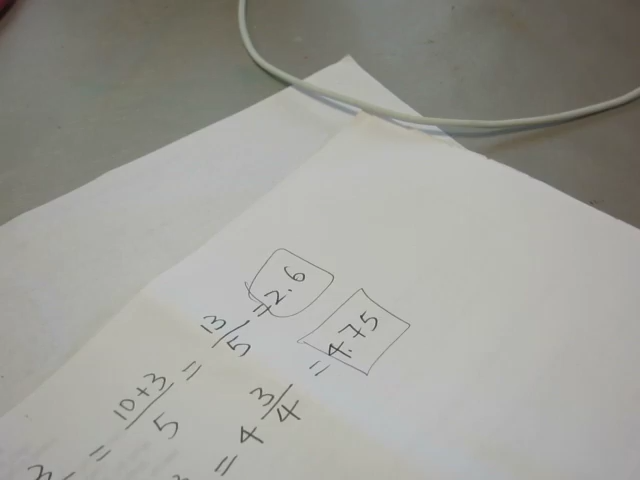 = 10+3/5 = 13/5 = 2.6
= 4 3/4 = 4.75